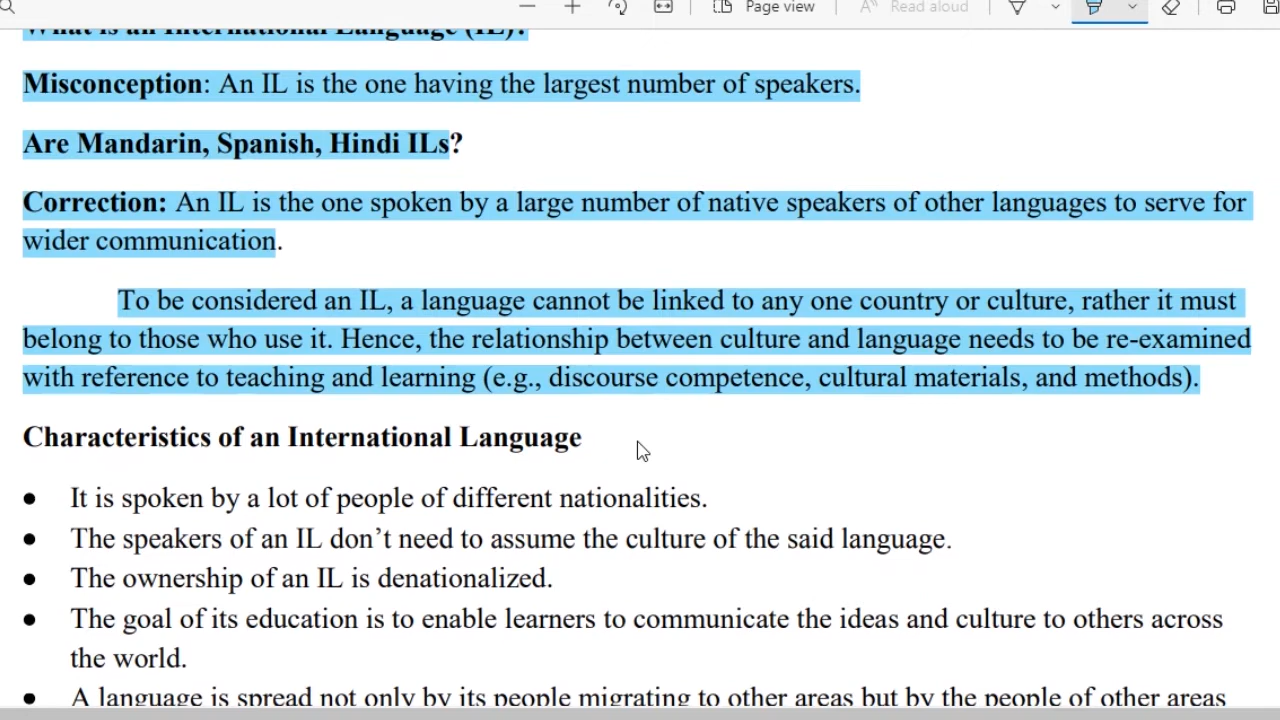 Page view
Read aloud
What is an International Language (IL)?
Misconception: An IL is the one having the largest number of speakers.
Are Mandarin, Spanish, Hindi ILs?
Correction: An IL is the one spoken by a large number of native speakers of other languages to serve for
wider communication.
To be considered an IL, a language cannot be linked to any one country or culture, rather it must
belong to those who use it. Hence, the relationship between culture and language needs to be re-examined
with reference to teaching and learning (e.g., discourse competence, cultural materials, and methods).
Characteristics of an International Language
● It is spoken by a lot of people of different nationalities.
● The speakers of an IL don’t need to assume the culture of the said language.
● The ownership of an IL is denationalized.
● The goal of its education is to enable learners to communicate the ideas and culture to others across
the world.
● A language is spread not only by its people migrating to other areas but by the people of other areas